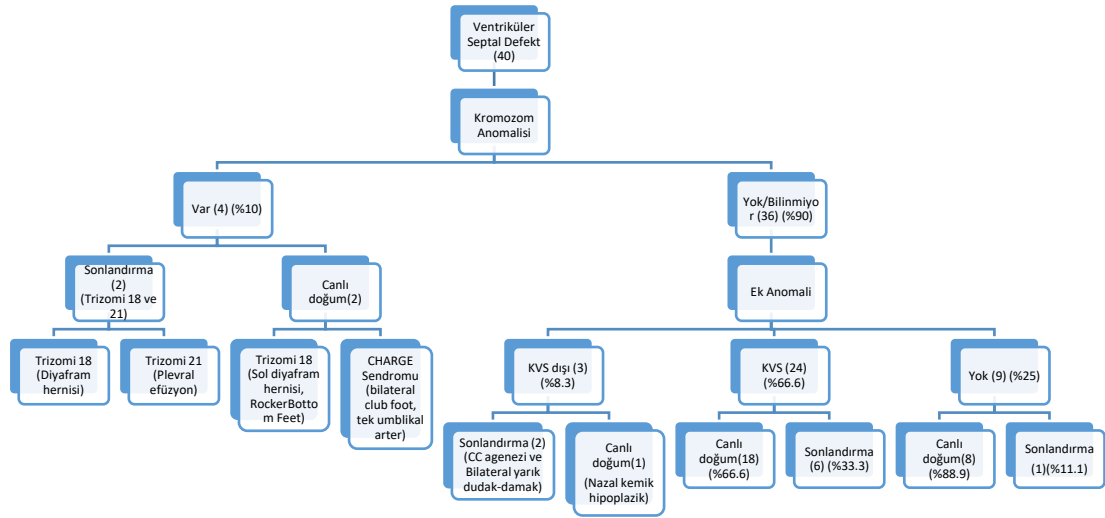 Ventriküler
Septal Defekt
(40)
Kromozom
Anomalisi
Var (4) (%10)
Yok/Bilinmiyo
r (36) (%90)
Sonlandırma
(2)
(Trizomi 18 ve
21)
Canlı
doğum(2)
Ek Anomali
Trizomi 18
(Diyafram
hernisi)
Trizomi 21
(Plevral
efüzyon)
Trizomi 18
(Sol diyafram
hernisi,
RockerBotto
m Feet)
CHARGE
Sendromu
(bilateral
club foot,
tek umblikal
arter)
KVS dışı (3)
(%8.3)
KVS (24)
(%66.6)
Yok (9) (%25)
Sonlandırma (2)
(CC agenezi ve
Bilateral yarık
dudak-damak)
Canlı
doğum(1)
(Nazal kemik
hipoplazik)
Canlı
doğum(18)
(%66.6)
Sonlandırma
(6) (%33.3)
Canlı
doğum(8)
(%88.9)
Sonlandırma
(1)(%11.1)